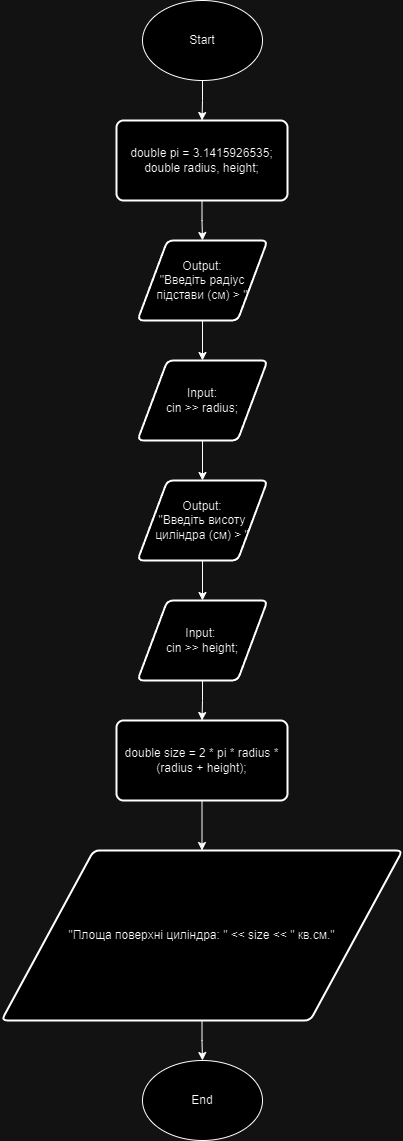 Start
double pi = 3.1415926535;
double radius, height;
Output:
"Введіть радіус
підстави (см) > "
Input:
cin >> radius;
Output:
"Введіть висоту
циліндра (см) > "
Input:
cin >> height;
double size = 2 * pi * radius *
(radius + height);
"Площа поверхні циліндра: " << size << " кв.см."
End